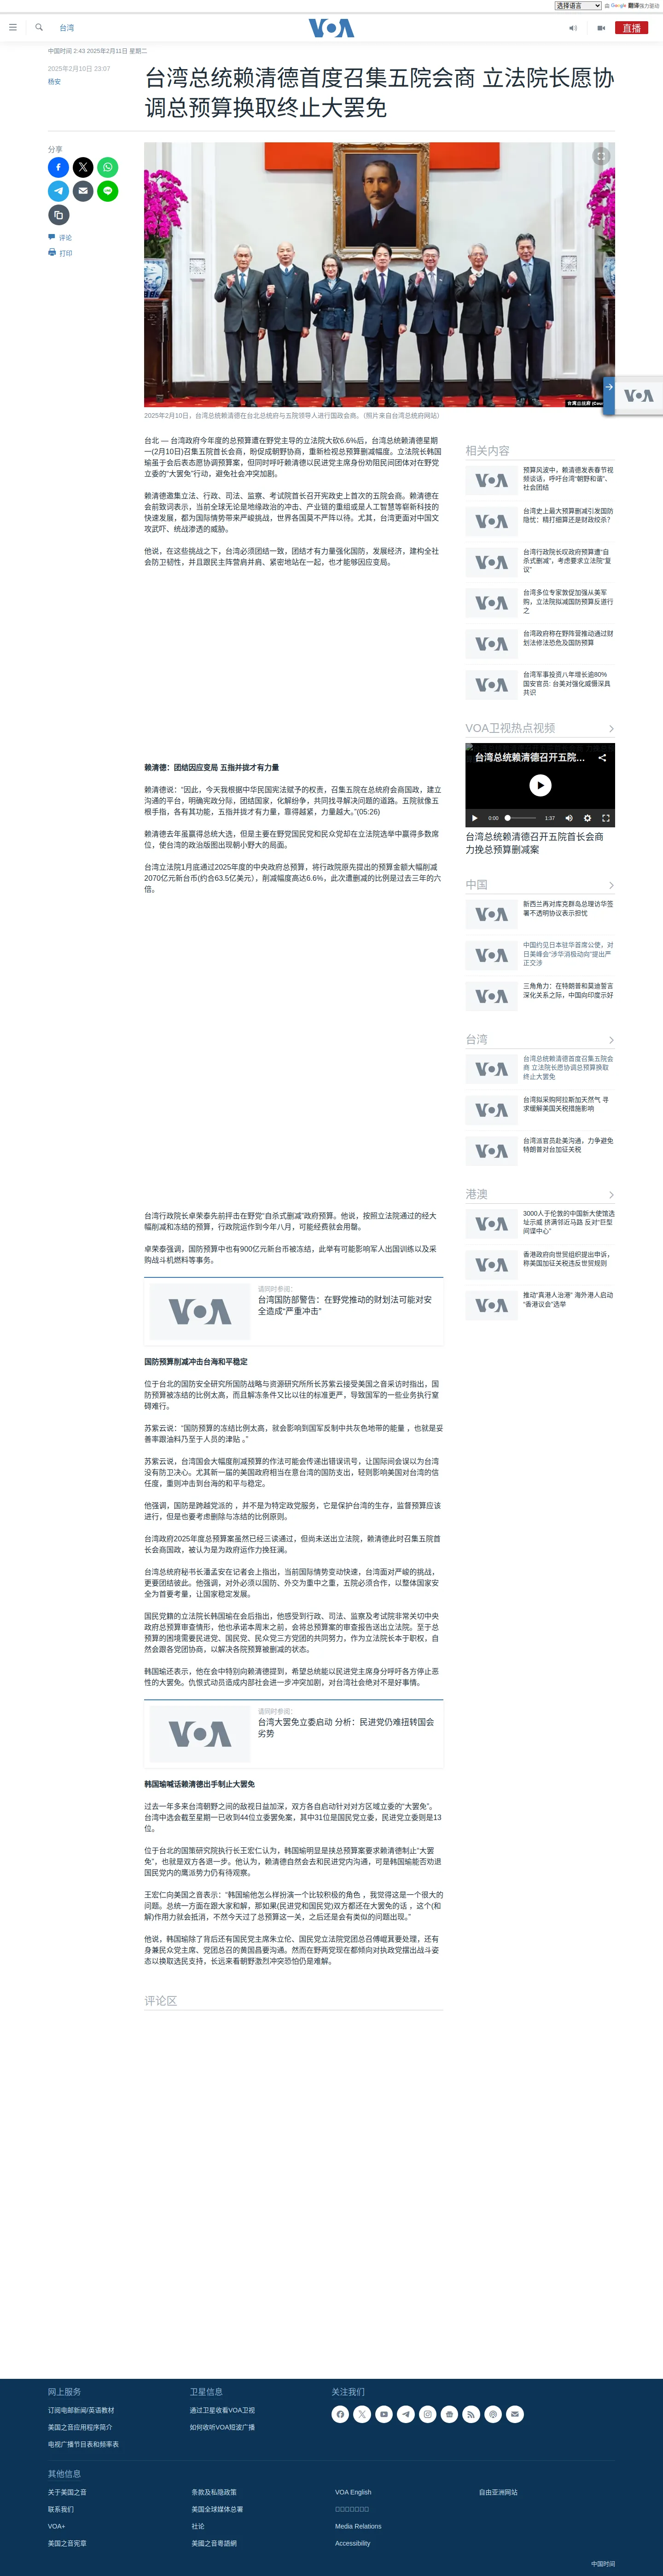 选择语言
由 Google 翻译强力驱动
台湾
VOA
直播
中国时间 2:43 2025年2月11日 星期二
2025年2月10日 23:07
杨安
台湾总统赖清德首度召集五院会商 立法院长愿协调总预算换取终止大罢免
分享
评论
打印
2025年2月10日，台湾总统赖清德在台北总统府与五院领导人进行国政会商。（照片来自台湾总统府网站）
台北 — 台湾政府今年度的总预算遭在野党主导的立法院大砍6.6%后，台湾总统赖清德星期一(2月10日)召集五院首长会商，盼促成朝野协商，重新检视总预算删减幅度。立法院长韩国瑜虽于会后表态愿协调预算案，但同时呼吁赖清德以民进党主席身份劝阻民间团体对在野党立委的“大罢免”行动，避免社会冲突加剧。
赖清德邀集立法、行政、司法、监察、考试院首长召开宪政史上首次的五院会商。赖清德在会前致词表示，当前全球无论是地缘政治的冲击、产业链的重组或是人工智慧等崭新科技的快速发展，都为国际情势带来严峻挑战，世界各国莫不严阵以待。尤其，台湾更面对中国文攻武吓、统战渗透的威胁。
他说，在这些挑战之下，台湾必须团结一致，团结才有力量强化国防，发展经济，建构全社会防卫韧性，并且跟民主阵营肩并肩、紧密地站在一起，也才能够因应变局。
赖清德：团结因应变局 五指并拢才有力量
赖清德说：“因此，今天我根据中华民国宪法赋予的权责，召集五院在总统府会商国政，建立沟通的平台，明确宪政分际，团结国家，化解纷争，共同找寻解决问题的道路。五院就像五根手指，各有其功能，五指并拢才有力量，靠得越紧，力量越大。”(05:26)
赖清德去年虽赢得总统大选，但是主要在野党国民党和民众党却在立法院选举中赢得多数席位，使台湾的政治版图出现朝小野大的局面。
台湾立法院1月底通过2025年度的中央政府总预算，将行政院原先提出的预算金额大幅削减2070亿元新台币(约合63.5亿美元)，削减幅度高达6.6%，此次遭删减的比例是过去三年的六倍。
台湾行政院长卓荣泰先前抨击在野党“自杀式删减”政府预算。他说，按照立法院通过的经大幅削减和冻结的预算，行政院运作到今年八月，可能经费就会用罄。
卓荣泰强调，国防预算中也有900亿元新台币被冻结，此举有可能影响军人出国训练以及采购战斗机燃料等事务。
请同时参阅:
台湾国防部警告：在野党推动的财划法可能对安全造成“严重冲击”
国防预算削减冲击台海和平稳定
位于台北的国防安全研究所国防战略与资源研究所所长苏紫云接受美国之音采访时指出，国防预算被冻结的比例太高，而且解冻条件又比以往的标准更严，导致国军的一些业务执行窒碍难行。
苏紫云说：“国防预算的冻结比例太高，就会影响到国军反制中共灰色地带的能量 ，也就是妥善率跟油料乃至于人员的津贴 。”
苏紫云说，台湾国会大幅度削减预算的作法可能会传递出错误讯号，让国际间会误以为台湾没有防卫决心。尤其新一届的美国政府相当在意台湾的国防支出，轻则影响美国对台湾的信任度，重则冲击到台海的和平与稳定。
他强调，国防是跨越党派的 ，并不是为特定政党服务，它是保护台湾的生存，监督预算应该进行，但是也要考虑删除与冻结的比例原则。
台湾政府2025年度总预算案虽然已经三读通过，但尚未送出立法院，赖清德此时召集五院首长会商国政，被认为是为政府运作力挽狂澜。
台湾总统府秘书长潘孟安在记者会上指出，当前国际情势变动快速，台湾面对严峻的挑战，更要团结彼此。他强调，对外必须以国防、外交为重中之重，五院必须合作，以整体国家安全为首要考量，让国家稳定发展。
国民党籍的立法院长韩国瑜在会后指出，他感受到行政、司法、监察及考试院非常关切中央政府总预算审查情形，他也承诺本周末之前，会将总预算案的审查报告送出立法院。至于总预算的困境需要民进党、国民党、民众党三方党团的共同努力，作为立法院长本于职权，自然会跟各党团协商，以解决各院预算被删减的状态。
韩国瑜还表示，他在会中特别向赖清德提到，希望总统能以民进党主席身分呼吁各方停止恶性的大罢免。仇恨式动员造成内部社会进一步冲突加剧，对台湾社会绝对不是好事情。
请同时参阅:
台湾大罢免立委启动 分析：民进党仍难扭转国会劣势
韩国瑜喊话赖清德出手制止大罢免
过去一年多来台湾朝野之间的敌视日益加深，双方各自启动针对对方区域立委的“大罢免”。台湾中选会截至星期一已收到44位立委罢免案，其中31位是国民党立委，民进党立委则是13位。
位于台北的国策研究院执行长王宏仁认为，韩国瑜明显是挟总预算案要求赖清德制止“大罢免”，也就是双方各退一步。他认为，赖清德自然会去和民进党内沟通，可是韩国瑜能否劝退国民党内的鹰派势力仍有待观察。
王宏仁向美国之音表示：“韩国瑜他怎么样扮演一个比较积极的角色 ，我觉得这是一个很大的问题。总统一方面在跟大家和解，那如果(民进党和国民党)双方都还在大罢免的话 ，这个(和解)作用力就会抵消，不然今天过了总预算这一关，之后还是会有类似的问题出现。”
他说，韩国瑜除了背后还有国民党主席朱立伦、国民党立法院党团总召傅崐萁要处理，还有身兼民众党主席、党团总召的黄国昌要沟通。然而在野两党现在都倾向对执政党摆出战斗姿态以换取选民支持，长远来看朝野激烈冲突恐怕仍是难解。
评论区
相关内容
预算风波中，赖清德发表春节视频谈话，呼吁台湾“朝野和谐”、社会团结
台湾史上最大预算删减引发国防隐忧：精打细算还是财政绞杀？
台湾行政院长叹政府预算遭“自杀式删减”，考虑要求立法院“复议”
台湾多位专家敦促加强从美军购，立法院拟减国防预算反道行之
台湾政府称在野阵营推动通过财划法修法恐危及国防预算
台湾军事投资八年增长逾80% 国安官员: 台美对强化威慑深具共识
VOA卫视热点视频
台湾总统赖清德召开五院...
0:00
1:37
台湾总统赖清德召开五院首长会商 力挽总预算删减案
中国
新西兰再对库克群岛总理访华签署不透明协议表示担忧
中国约见日本驻华首席公使，对日美峰会“涉华消极动向”提出严正交涉
三角角力：在特朗普和莫迪誓言深化关系之际，中国向印度示好
台湾
台湾总统赖清德首度召集五院会商 立法院长愿协调总预算换取终止大罢免
台湾拟采购阿拉斯加天然气 寻求缓解美国关税措施影响
台湾派官员赴美沟通，力争避免特朗普对台加征关税
港澳
3000人于伦敦的中国新大使馆选址示威 挤满邻近马路 反对“巨型间谍中心”
香港政府向世贸组织提出申诉，称美国加征关税违反世贸规则
推动“真港人治港” 海外港人启动“香港议会”选举
网上服务
订阅电邮新闻/英语教材
美国之音应用程序简介
电视广播节目表和频率表
卫星信息
通过卫星收看VOA卫视
如何收听VOA短波广播
关注我们
其他信息
关于美国之音
条款及私隐政策
VOA English
自由亚洲网站
联系我们
美国全球媒体总署
VOA+
社论
Media Relations
美国之音宪章
美國之音粵語網
Accessibility
中国时间